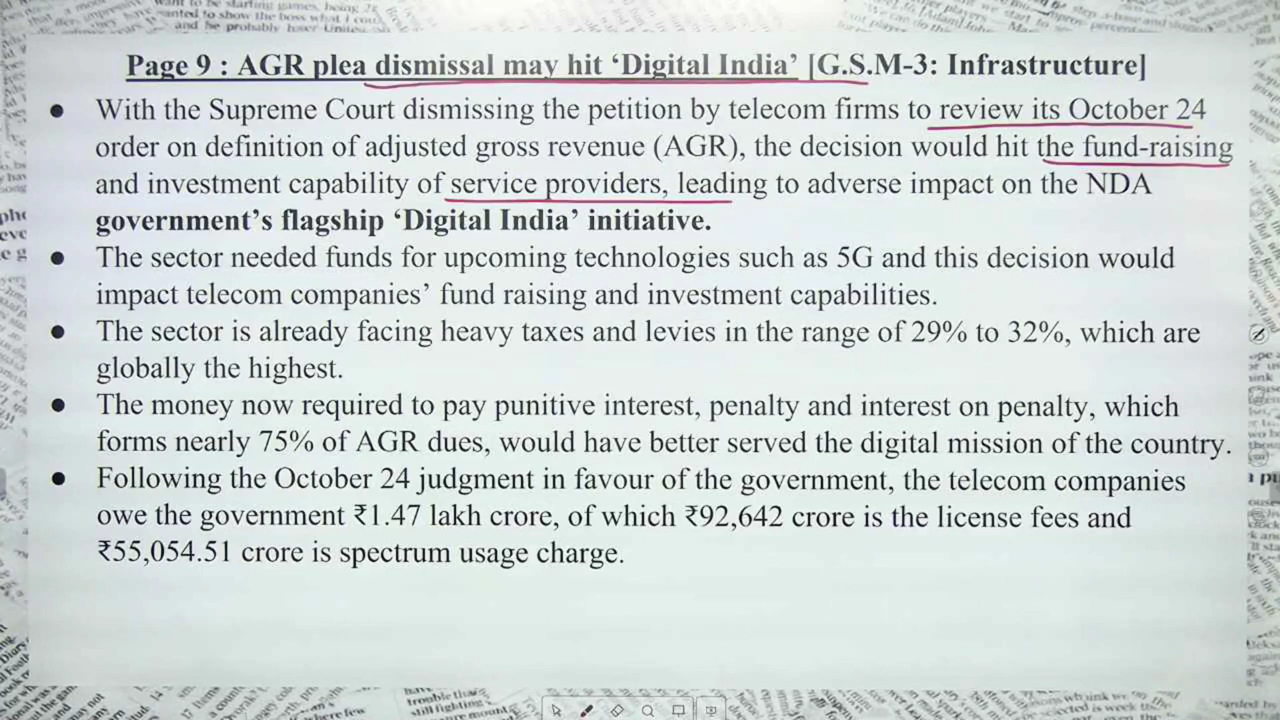 Page 9 : AGR plea dismissal may hit ‘Digital India’ [G.S.M-3: Infrastructure]
● With the Supreme Court dismissing the petition by telecom firms to review its October 24
order on definition of adjusted gross revenue (AGR), the decision would hit the fund-raising
and investment capability of service providers, leading to adverse impact on the NDA
government’s flagship ‘Digital India’ initiative.
● The sector needed funds for upcoming technologies such as 5G and this decision would
impact telecom companies’ fund raising and investment capabilities.
● The sector is already facing heavy taxes and levies in the range of 29% to 32%, which are
globally the highest.
● The money now required to pay punitive interest, penalty and interest on penalty, which
forms nearly 75% of AGR dues, would have better served the digital mission of the country.
● Following the October 24 judgment in favour of the government, the telecom companies
owe the government ₹1.47 lakh crore, of which ₹92,642 crore is the license fees and
₹55,054.51 crore is spectrum usage charge.